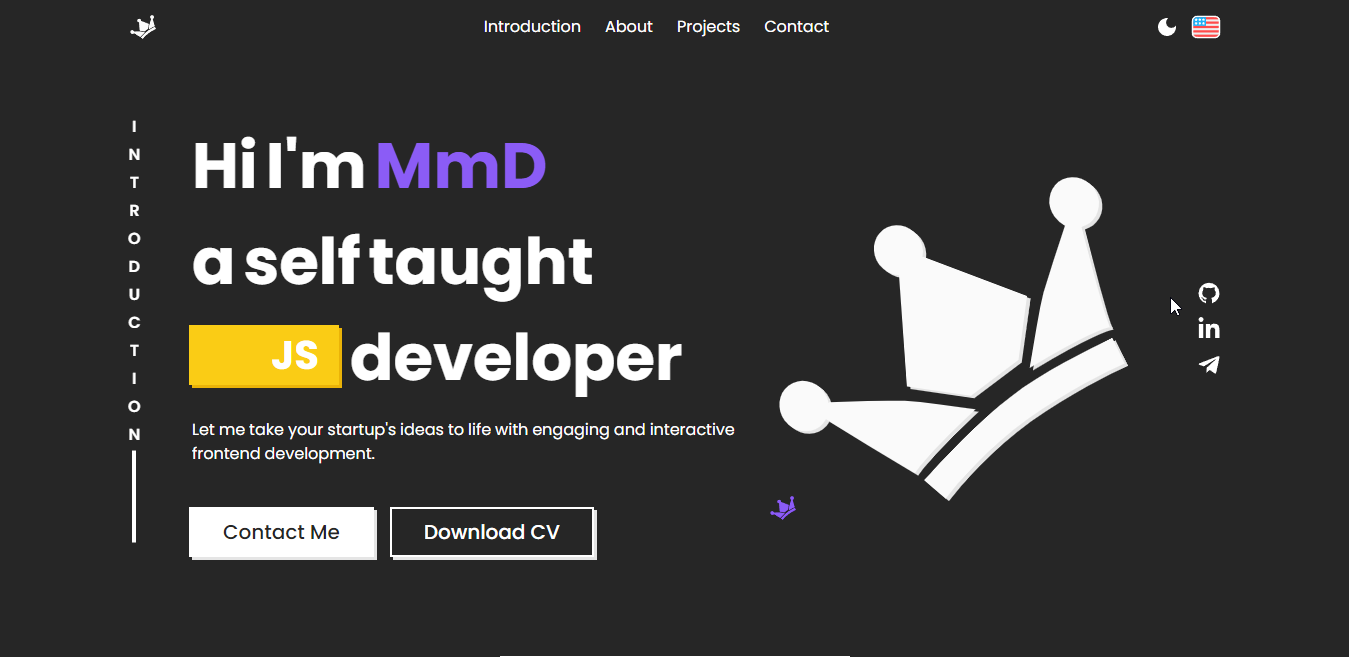 Introduction About Projects Contact
INTRODUCTION
Hi I'm MmD
a self taught
JS developer
Let me take your startup's ideas to life with engaging and interactive
frontend development.
Contact Me
Download CV
in